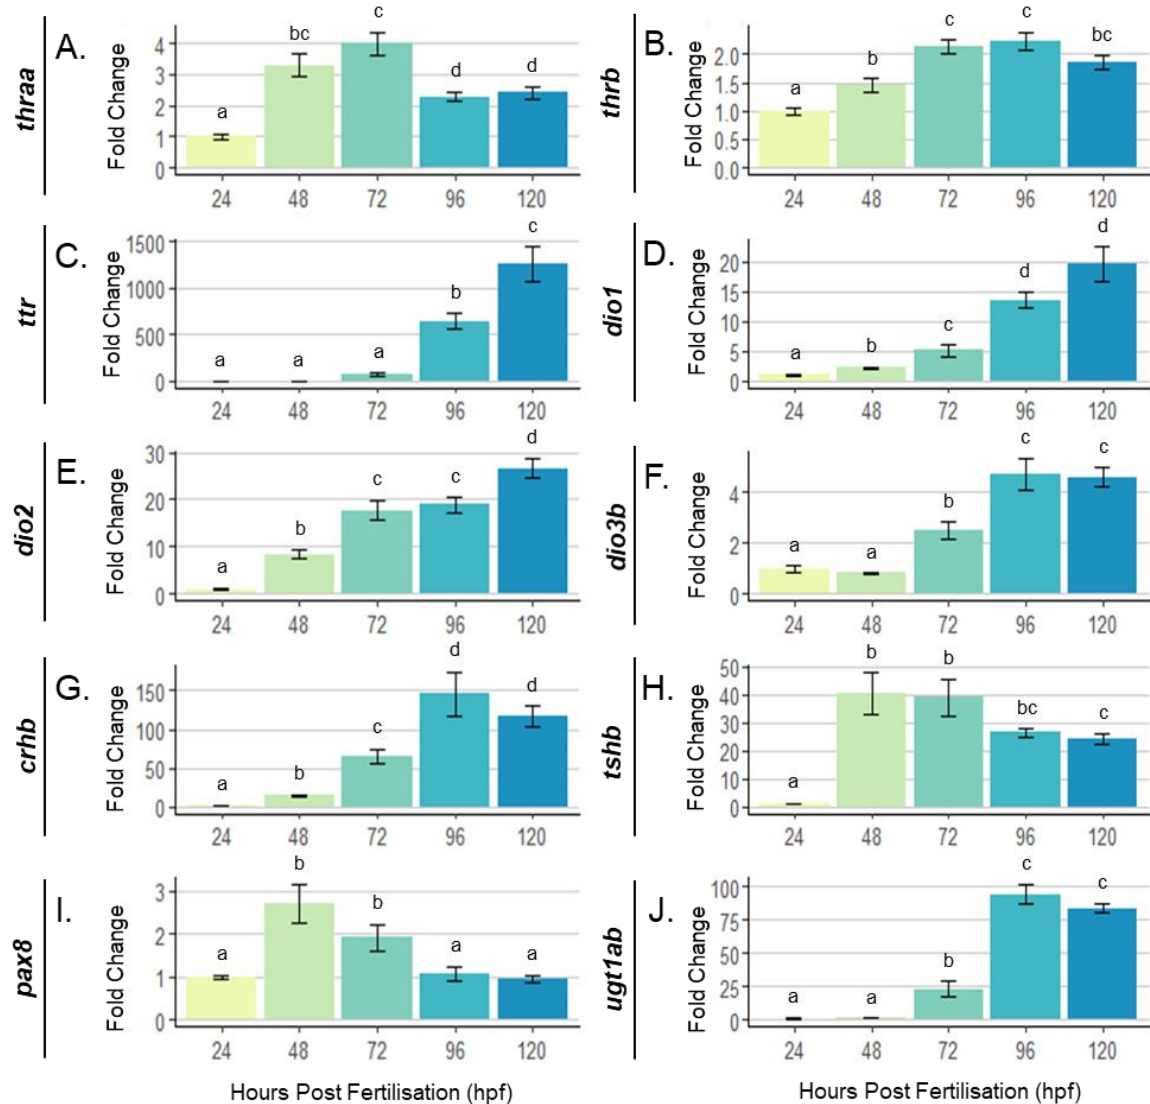 A.
thraa
Fold Change
4
3
2
1
0
a
bc
c
d
d
24 48 72 96 120
B.
thrb
Fold Change
2.0
1.5
1.0
0.5
0.0
a
b
c
c
bc
24 48 72 96 120
C.
ttr
Fold Change
1500
1000
500
0
a
a
a
b
c
24 48 72 96 120
D.
dio1
Fold Change
20
15
10
5
0
a
b
c
d
d
24 48 72 96 120
E.
dio2
Fold Change
30
20
10
0
a
b
c
c
d
24 48 72 96 120
F.
dio3b
Fold Change
4
2
0
a
a
b
c
c
24 48 72 96 120
G.
crhb
Fold Change
150
100
50
0
a
b
c
d
d
24 48 72 96 120
H.
tshb
Fold Change
50
40
30
20
10
0
a
b
b
bc
c
24 48 72 96 120
I.
pax8
Fold Change
3
2
1
0
a
b
b
a
a
24 48 72 96 120
J.
ugt1ab
Fold Change
100
75
50
25
0
a
a
b
c
c
24 48 72 96 120
Hours Post Fertilisation (hpf)
Hours Post Fertilisation (hpf)